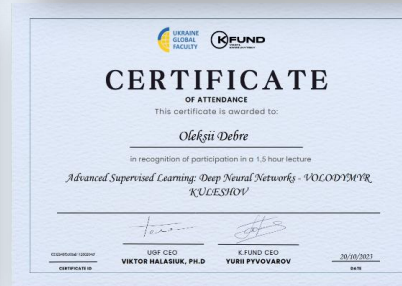 UKRAINE
GLOBAL
FACULTY
K.FUND
CERTIFICATE
OF ATTENDANCE
This certificate is awarded to:
Oleksii Debre
in recognition of participation in a 1,5 hour lecture
Advanced Supervised Learning: Deep Neural Networks - VOLODYMYR
KULESHOV
UGF CEO
VIKTOR HALASIUK, PH.D
K.FUND CEO
YURII PYVOVAROV
CERTIFICATE ID
20/10/2023
DATE